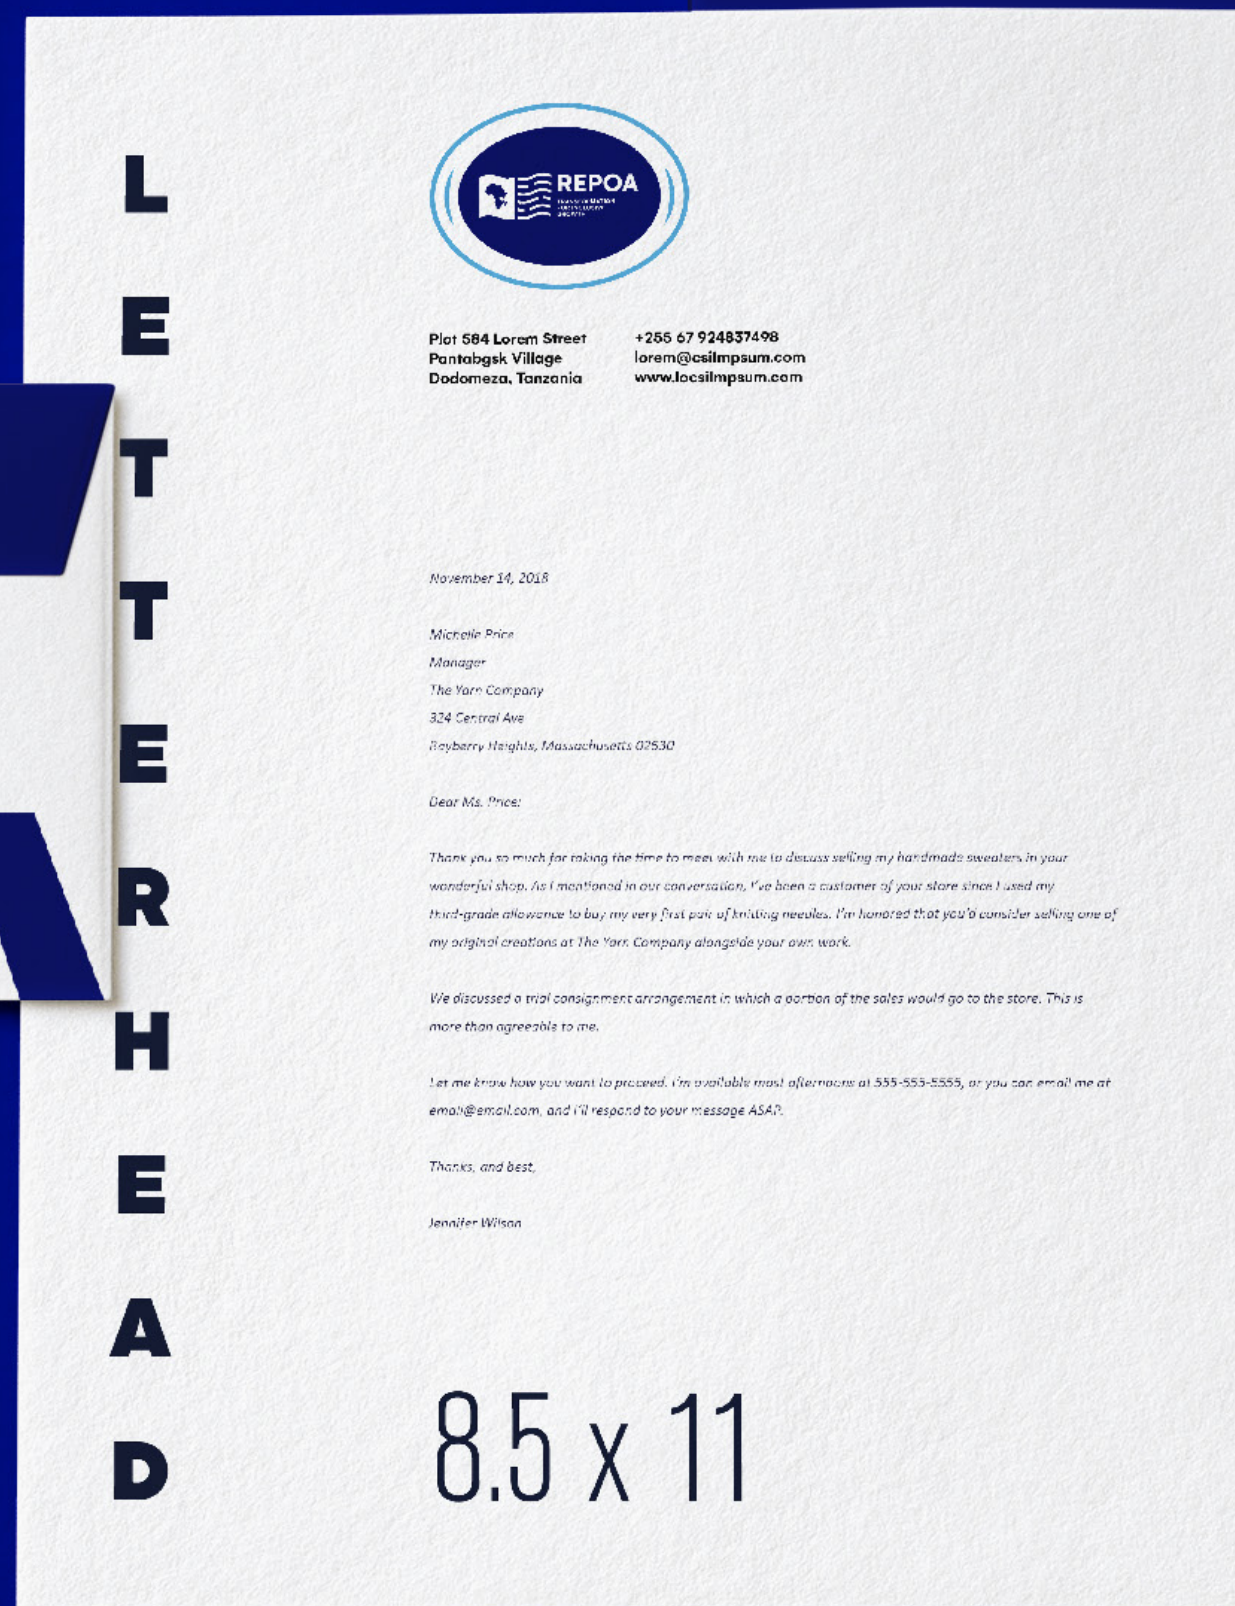 L
E
T
T
E
R
H
E
A
D
REPOA
TRANSFORMATION
FOR INCLUSIVE
GROWTH
Plot 584 Lorem Street
Pantabgsk Village
Dodomeza, Tanzania
+255 67 924837498
lorem@csilmpsum.com
www.locsilmpsum.com
November 14, 2018
Michelle Price
Manager
The Yarn Company
324 Central Ave
Bayberry Heights, Massachusetts 02530
Dear Ms. Price:
Thank you so much for taking the time to meet with me to discuss selling my handmade sweaters in your
wonderful shop. As I mentioned in our conversation, I've been a customer of your store since I used my
third-grade allowance to buy my very first pair of knitting needles. I'm honored that you'd consider selling one of
my original creations at The Yarn Company alongside your own work.
We discussed a trial consignment arrangement in which a portion of the sales would go to the store. This is
more than agreeable to me.
Let me know how you want to proceed. I'm available most afternoons at 555-555-5555, or you can email me at
email@email.com, and I'll respond to your message ASAP.
Thanks, and best,
Jennifer Wilson
8.5 x 11